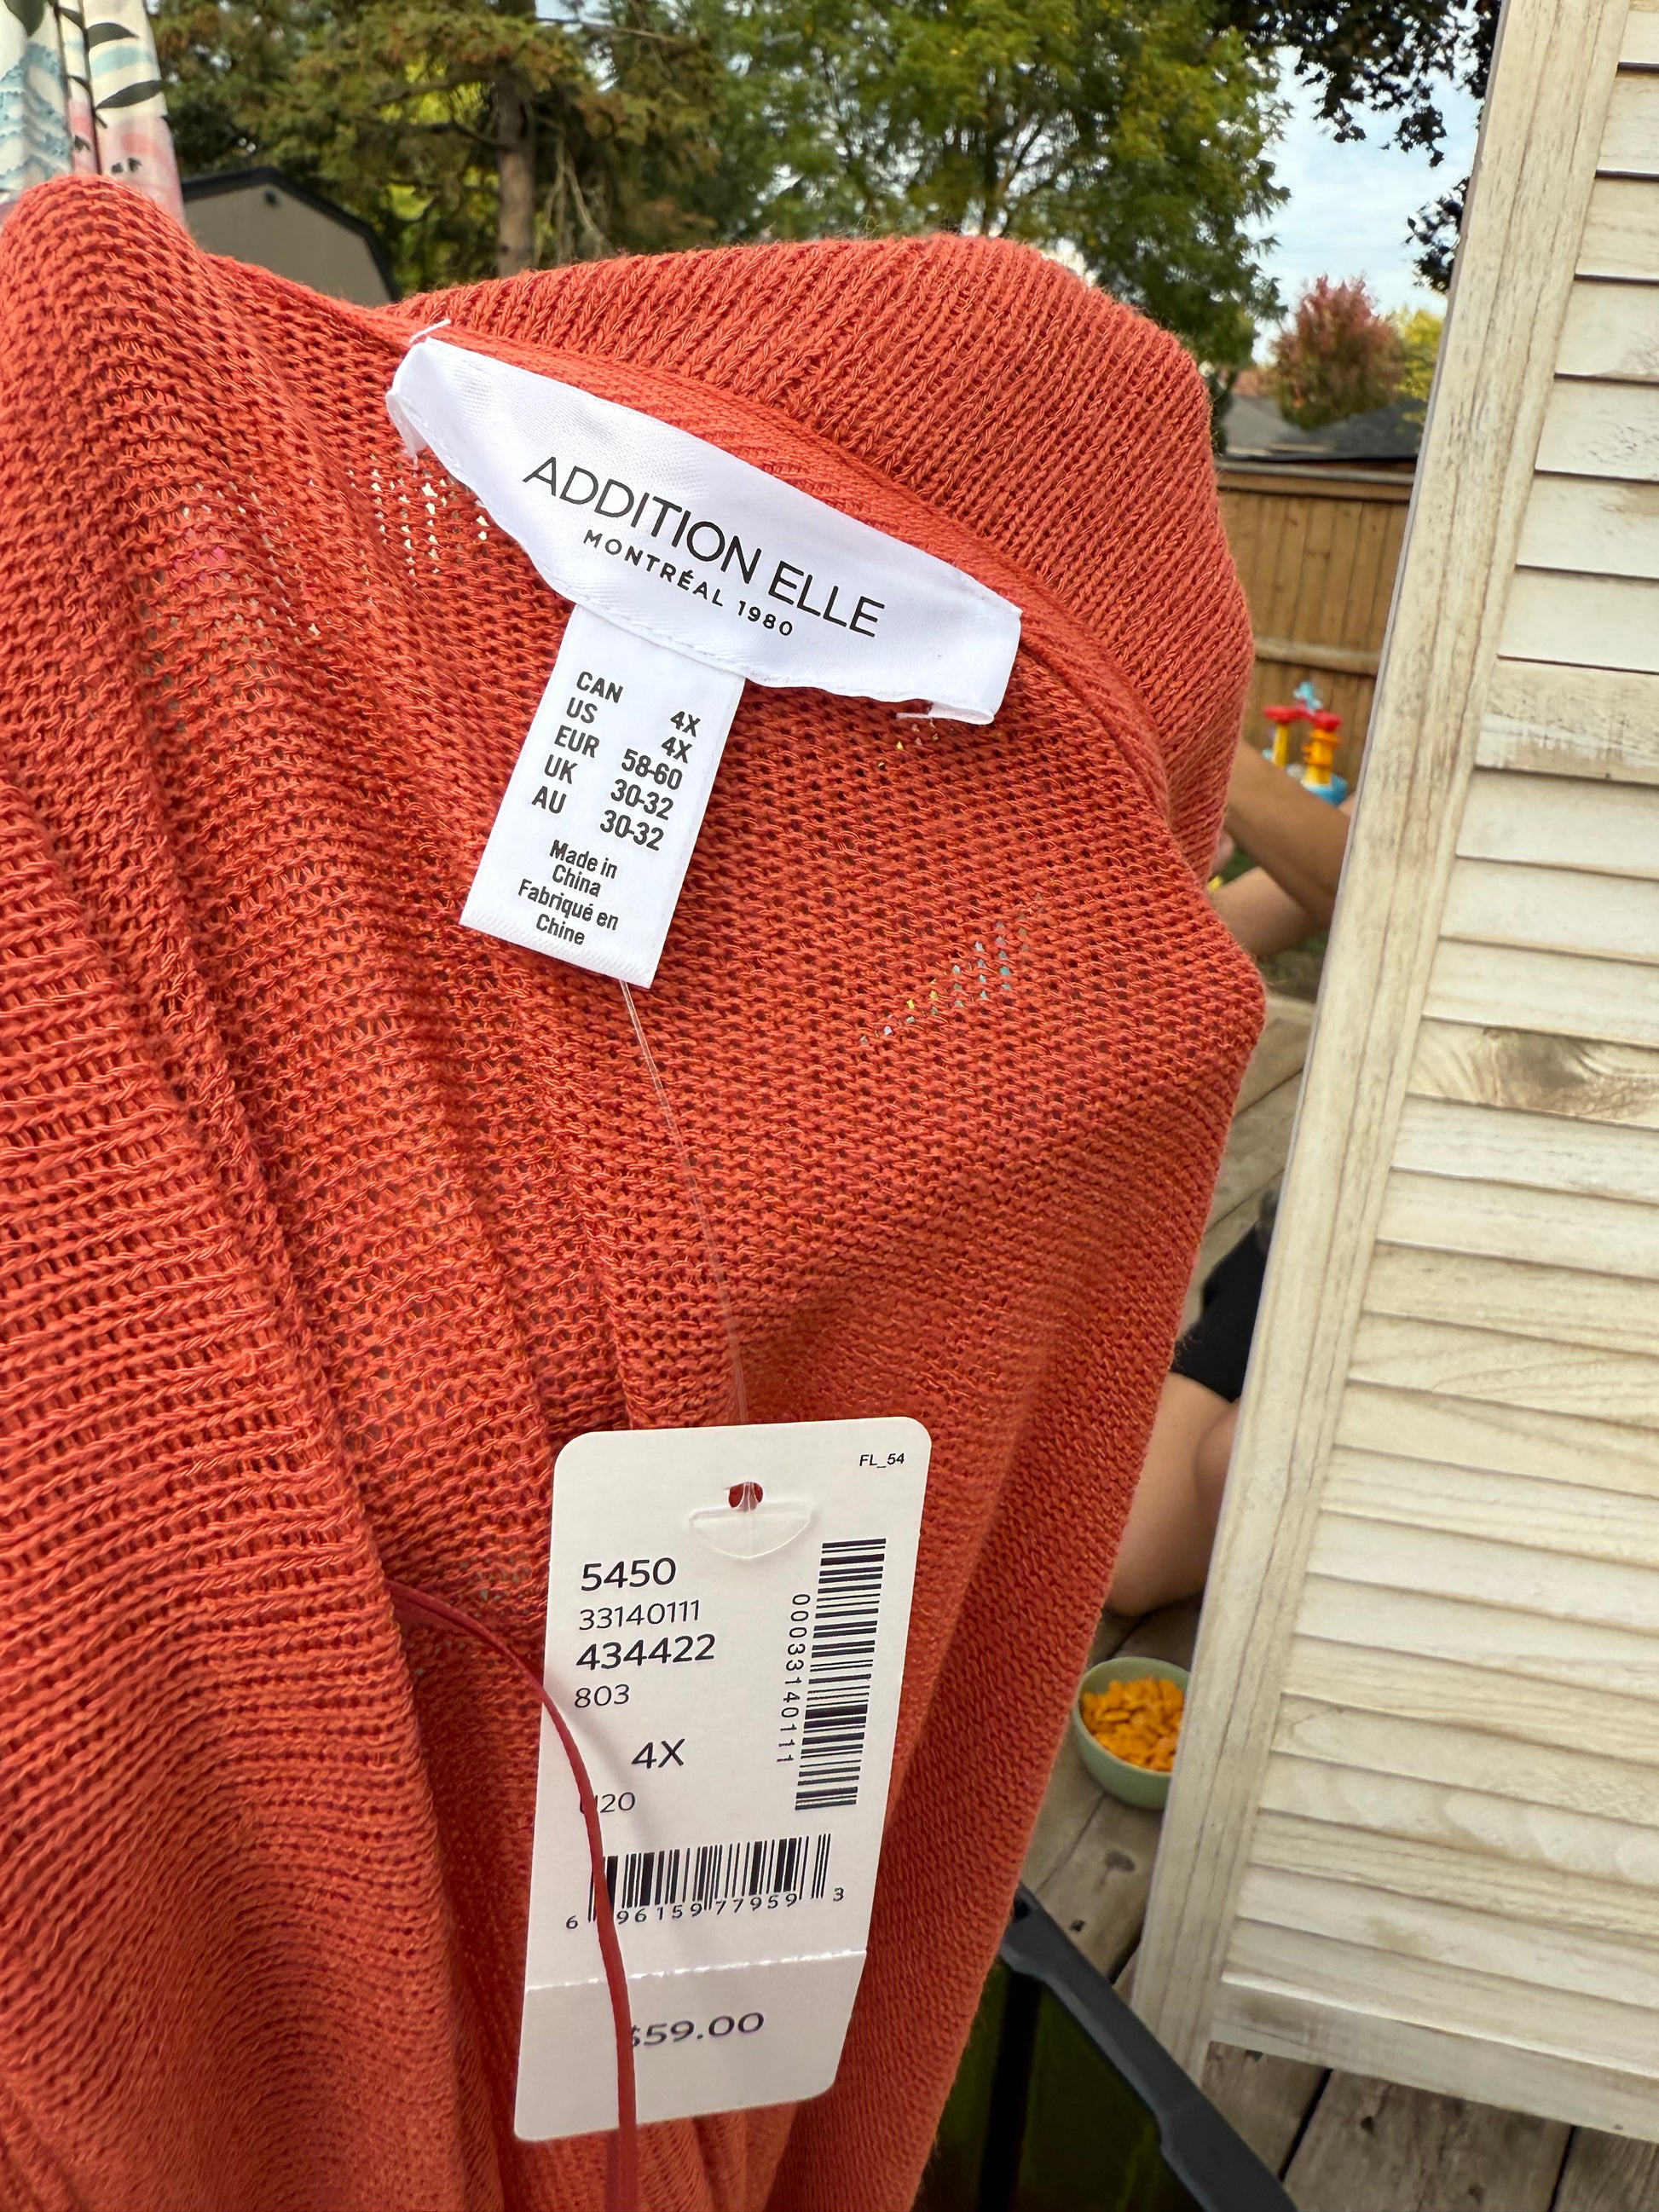 ADDITION ELLE
MONTRÉAL 1980
CAN 4X
US 4X
EUR 58-60
UK 30-32
AU 30-32
Made in
China
Fabriqué en
Chine
FL_54
5450
33140111
434422
803
4X
000033140111
6 96159 77959 3
$59.00